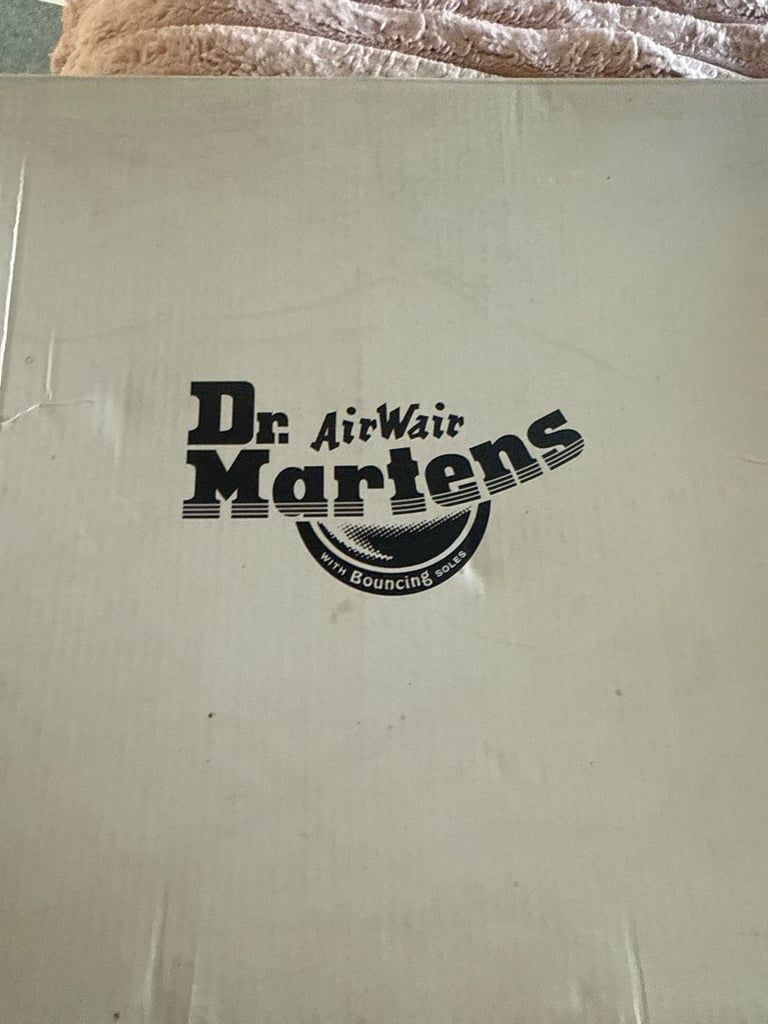 Dr. AirWair
Martens
WITH Bouncing SOLES